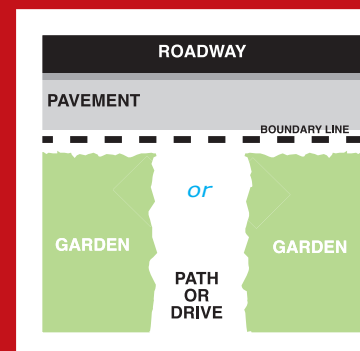 ROADWAY
PAVEMENT
BOUNDARY LINE
or
GARDEN
GARDEN
PATH
OR
DRIVE